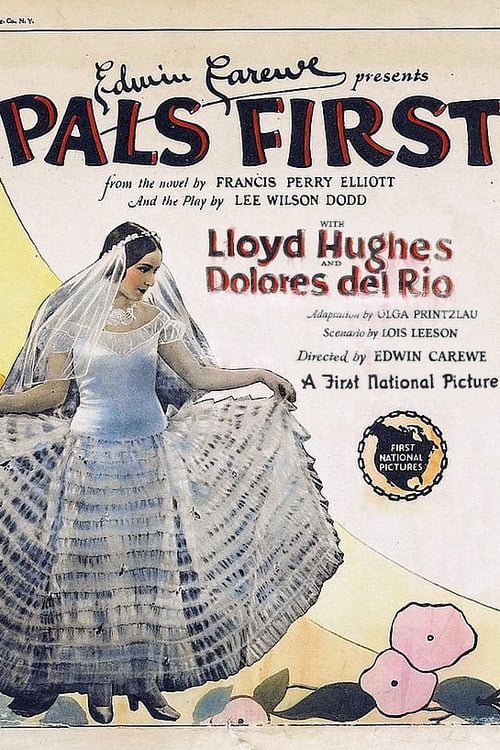 g. Co. N. Y.
Edwin Carewe presents
PALS FIRST
from the novel by FRANCIS PERRY ELLIOTT
And the Play by LEE WILSON DODD
WITH
Lloyd Hughes
AND
Dolores del Rio
Adaptation by OLGA PRINTZLAU
Scenario by LOIS LEESON
Directed by EDWIN CAREWE
A First National Picture
FIRST
NATIONAL
PICTURES